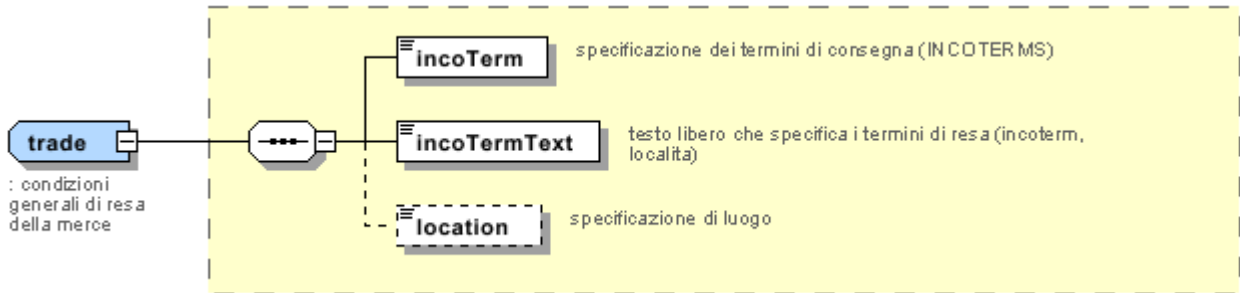 incoTerm
specificazione dei termini di consegna (INCOTERMS)
trade
incoTermText
testo libero che specifica i termini di resa (incoterm,
localita)
: condizioni
generali di resa
della merce
location
specificazione di luogo